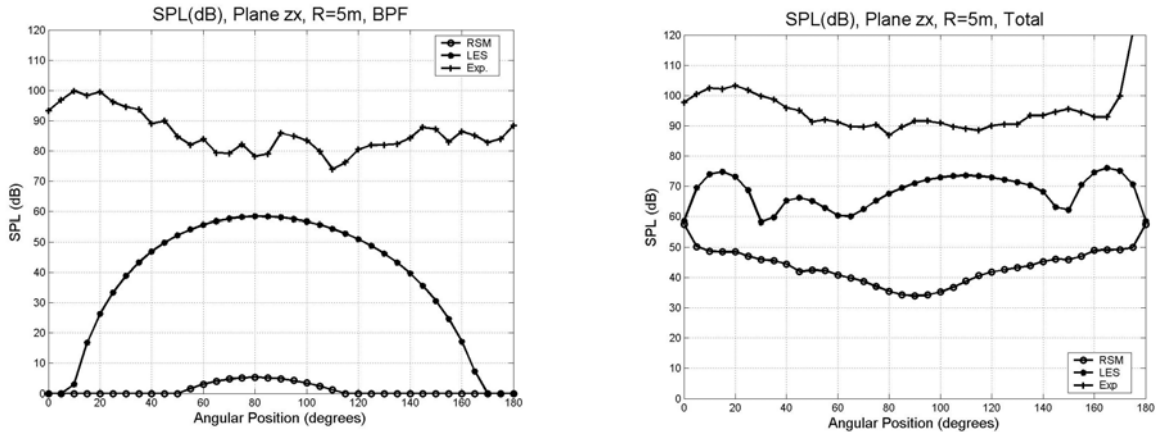 SPL(dB), Plane zx, R=5m, BPF
120
110
100
90
80
70
60
50
40
30
20
10
0
SPL (dB)
RSM
LES
Exp.
0 20 40 60 80 100 120 140 160 180
Angular Position (degrees)
SPL(dB), Plane zx, R=5m, Total
120
110
100
90
80
70
60
50
40
30
20
10
0
SPL (dB)
RSM
LES
Exp
0 20 40 60 80 100 120 140 160 180
Angular Position (degrees)